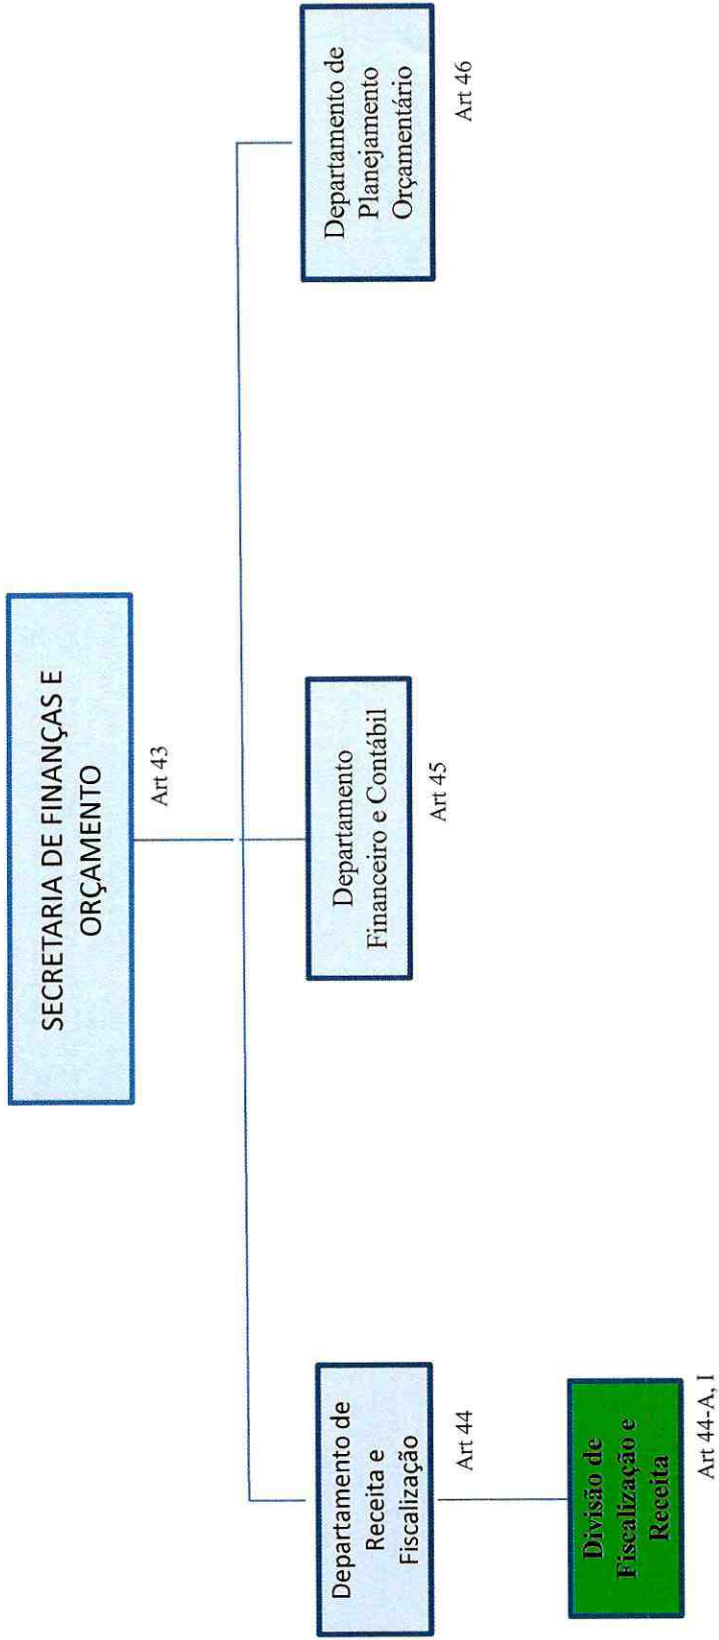 SECRETARIA DE FINANÇAS E
ORÇAMENTO
Art 43
Departamento de
Receita e
Fiscalização
Art 44
Departamento
Financeiro e Contábil
Art 45
Departamento de
Planejamento
Orçamentário
Art 46
Divisão de
Fiscalização e
Receita
Art 44-A, I